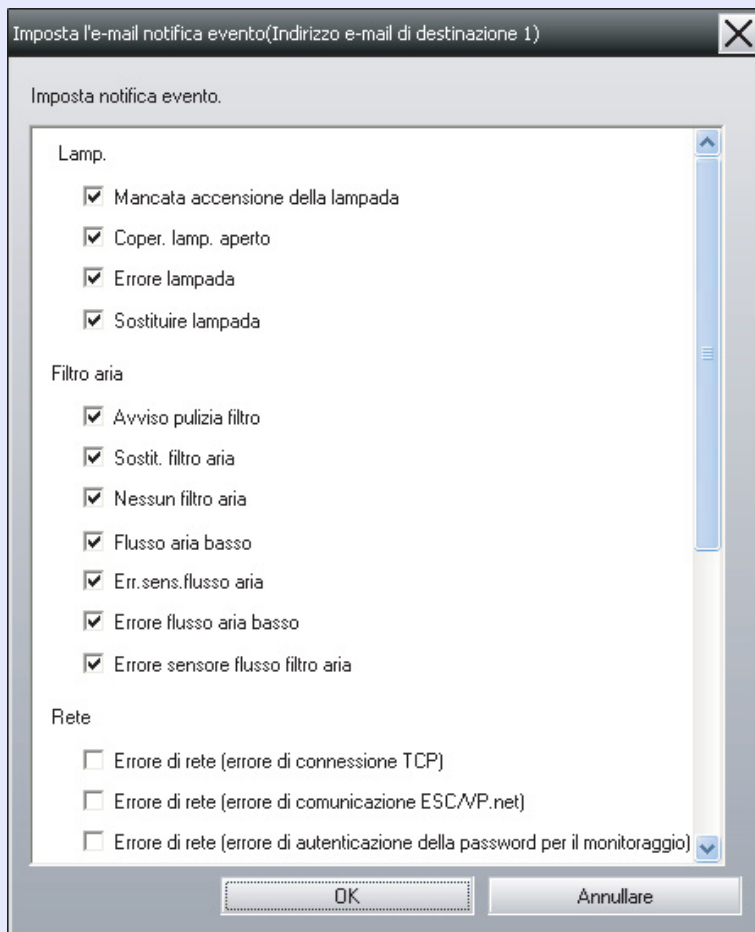 Imposta l'e-mail notifica evento(Indirizzo e-mail di destinazione 1)
Imposta notifica evento.
Lamp.
Mancata accensione della lampada
Coper. lamp. aperto
Errore lampada
Sostituire lampada
Filtro aria
Avviso pulizia filtro
Sostit. filtro aria
Nessun filtro aria
Flusso aria basso
Err.sens.flusso aria
Errore flusso aria basso
Errore sensore flusso filtro aria
Rete
Errore di rete (errore di connessione TCP)
Errore di rete (errore di comunicazione ESC/VP.net)
Errore di rete (errore di autenticazione della password per il monitoraggio)
OK
Annullare